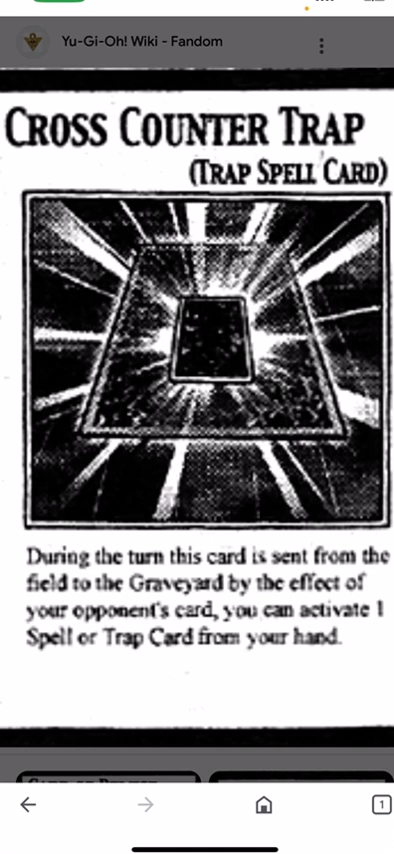 Yu-Gi-Oh! Wiki - Fandom
CROSS COUNTER TRAP
(TRAP SPELL CARD)
During the turn this card is sent from the
field to the Graveyard by the effect of
your opponent's card, you can activate 1
Spell or Trap Card from your hand.
1